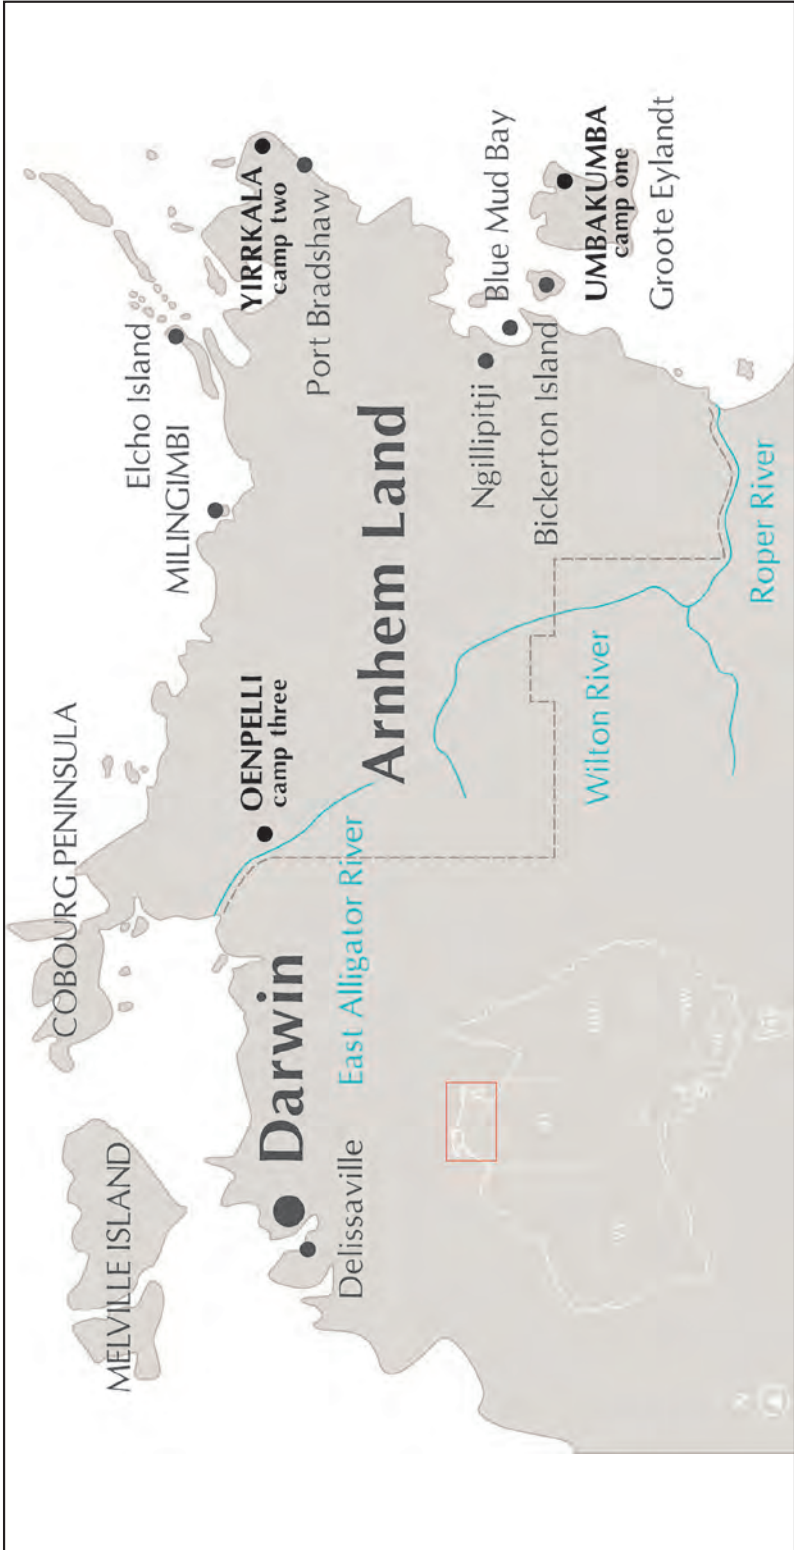 MELVILLE ISLAND
COBOURG PENINSULA
Elcho Island
MILINGIMBI
YIRRKALA
camp two
Port Bradshaw
OENPELLI
camp three
Darwin
Delissaville
East Alligator River
Arnhem Land
Ngillipitji
Blue Mud Bay
Bickerton Island
UMBAKUMBA
camp one
Groote Eylandt
Wilton River
Roper River
N